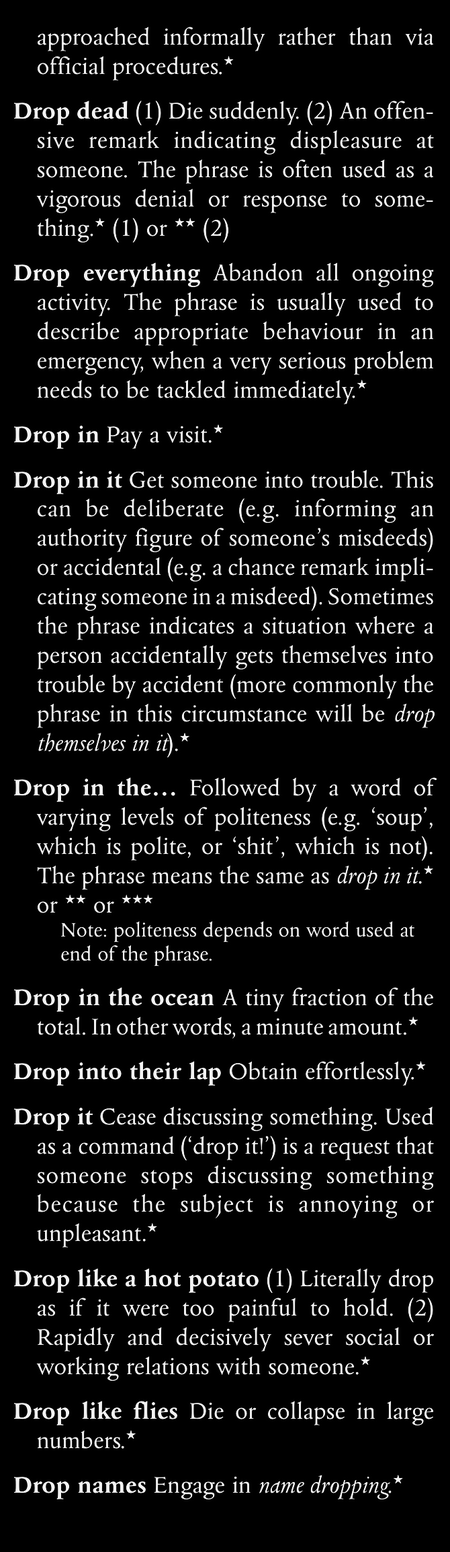 approached informally rather than via
official procedures.★
Drop dead (1) Die suddenly. (2) An offen-
sive remark indicating displeasure at
someone. The phrase is often used as a
vigorous denial or response to some-
thing.★ (1) or ★★ (2)
Drop everything Abandon all ongoing
activity. The phrase is usually used to
describe appropriate behaviour in an
emergency, when a very serious problem
needs to be tackled immediately.★
Drop in Pay a visit.★
Drop in it Get someone into trouble. This
can be deliberate (e.g. informing an
authority figure of someone’s misdeeds)
or accidental (e.g. a chance remark impli-
cating someone in a misdeed). Sometimes
the phrase indicates a situation where a
person accidentally gets themselves into
trouble by accident (more commonly the
phrase in this circumstance will be drop
themselves in it).★
Drop in the... Followed by a word of
varying levels of politeness (e.g. ‘soup’,
which is polite, or ‘shit’, which is not).
The phrase means the same as drop in it.★
or ★★ or ★★★
Note: politeness depends on word used at
end of the phrase.
Drop in the ocean A tiny fraction of the
total. In other words, a minute amount.★
Drop into their lap Obtain effortlessly.★
Drop it Cease discussing something. Used
as a command (‘drop it!’) is a request that
someone stops discussing something
because the subject is annoying or
unpleasant.★
Drop like a hot potato (1) Literally drop
as if it were too painful to hold. (2)
Rapidly and decisively sever social or
working relations with someone.★
Drop like flies Die or collapse in large
numbers.★
Drop names Engage in name dropping.★